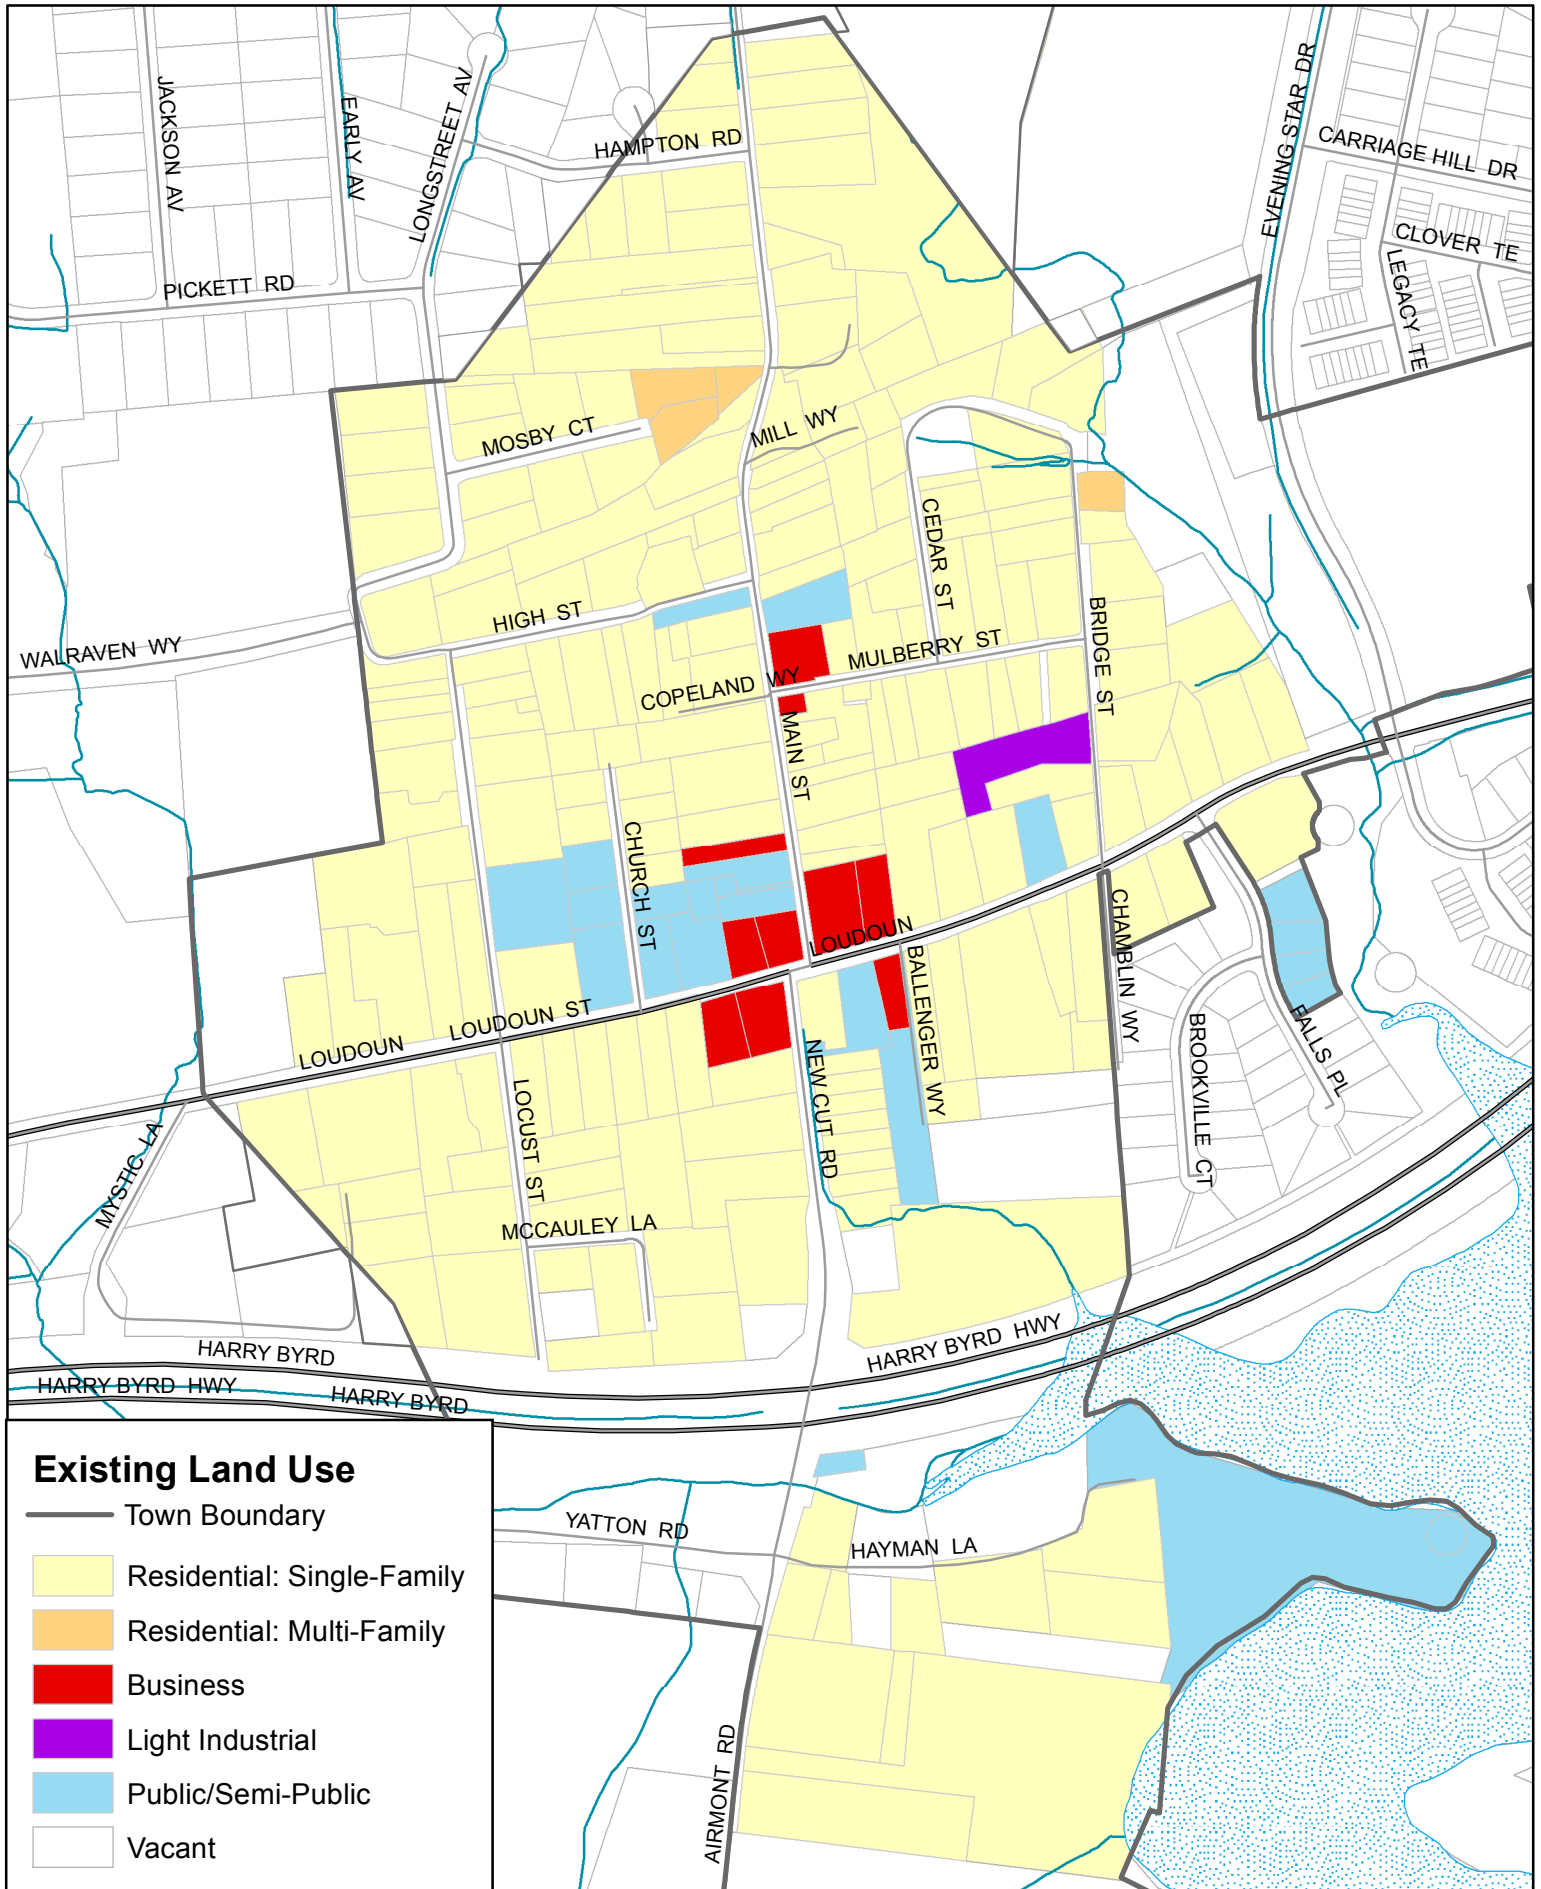 JACKSON AV
EARLY AV
LONGSTREET AV
HAMPTON RD
EVENING STAR DR
CARRIAGE HILL DR
CLOVER TE
LEGACY TE
PICKETT RD
MOSBY CT
MILL WY
CEDAR ST
HIGH ST
WALRAVEN WY
BRIDGE ST
MULBERRY ST
COPELAND WY
MAIN ST
CHURCH ST
LOUDOUN
CHAMBLIN WY
BALLENGER WY
LOUDOUN ST
LOUDOUN
BROOKVILLE CT
FALLS PL
NEW CUT RD
LOCUST ST
MYSTIC LA
MCCAULEY LA
HARRY BYRD HWY
HARRY BYRD
HARRY BYRD HWY
HARRY BYRD
YATTON RD
HAYMAN LA
AIRMONT RD
Existing Land Use
Town Boundary
Residential: Single-Family
Residential: Multi-Family
Business
Light Industrial
Public/Semi-Public
Vacant